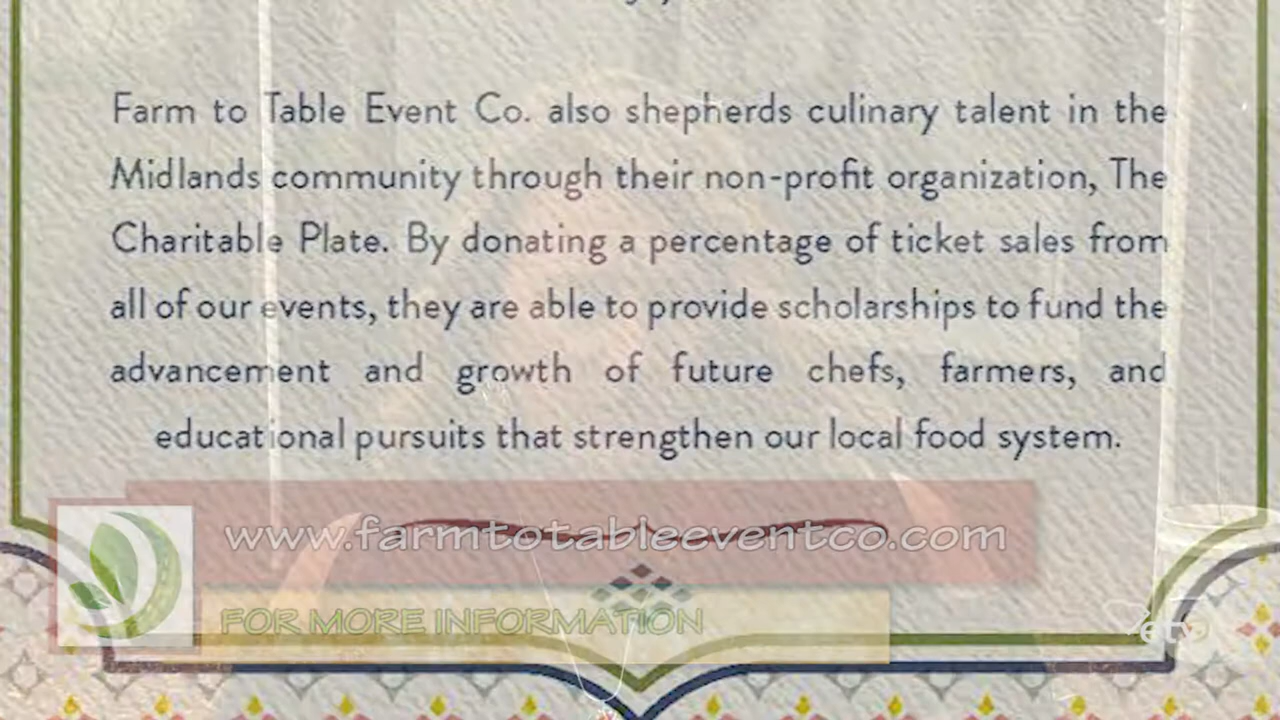 Farm to Table Event Co. also shepherds culinary talent in the
Midlands community through their non-profit organization, The
Charitable Plate. By donating a percentage of ticket sales from
all of our events, they are able to provide scholarships to fund the
advancement and growth of future chefs, farmers, and
educational pursuits that strengthen our local food system.
www.farmtotableeventco.com
FOR MORE INFORMATION
etv